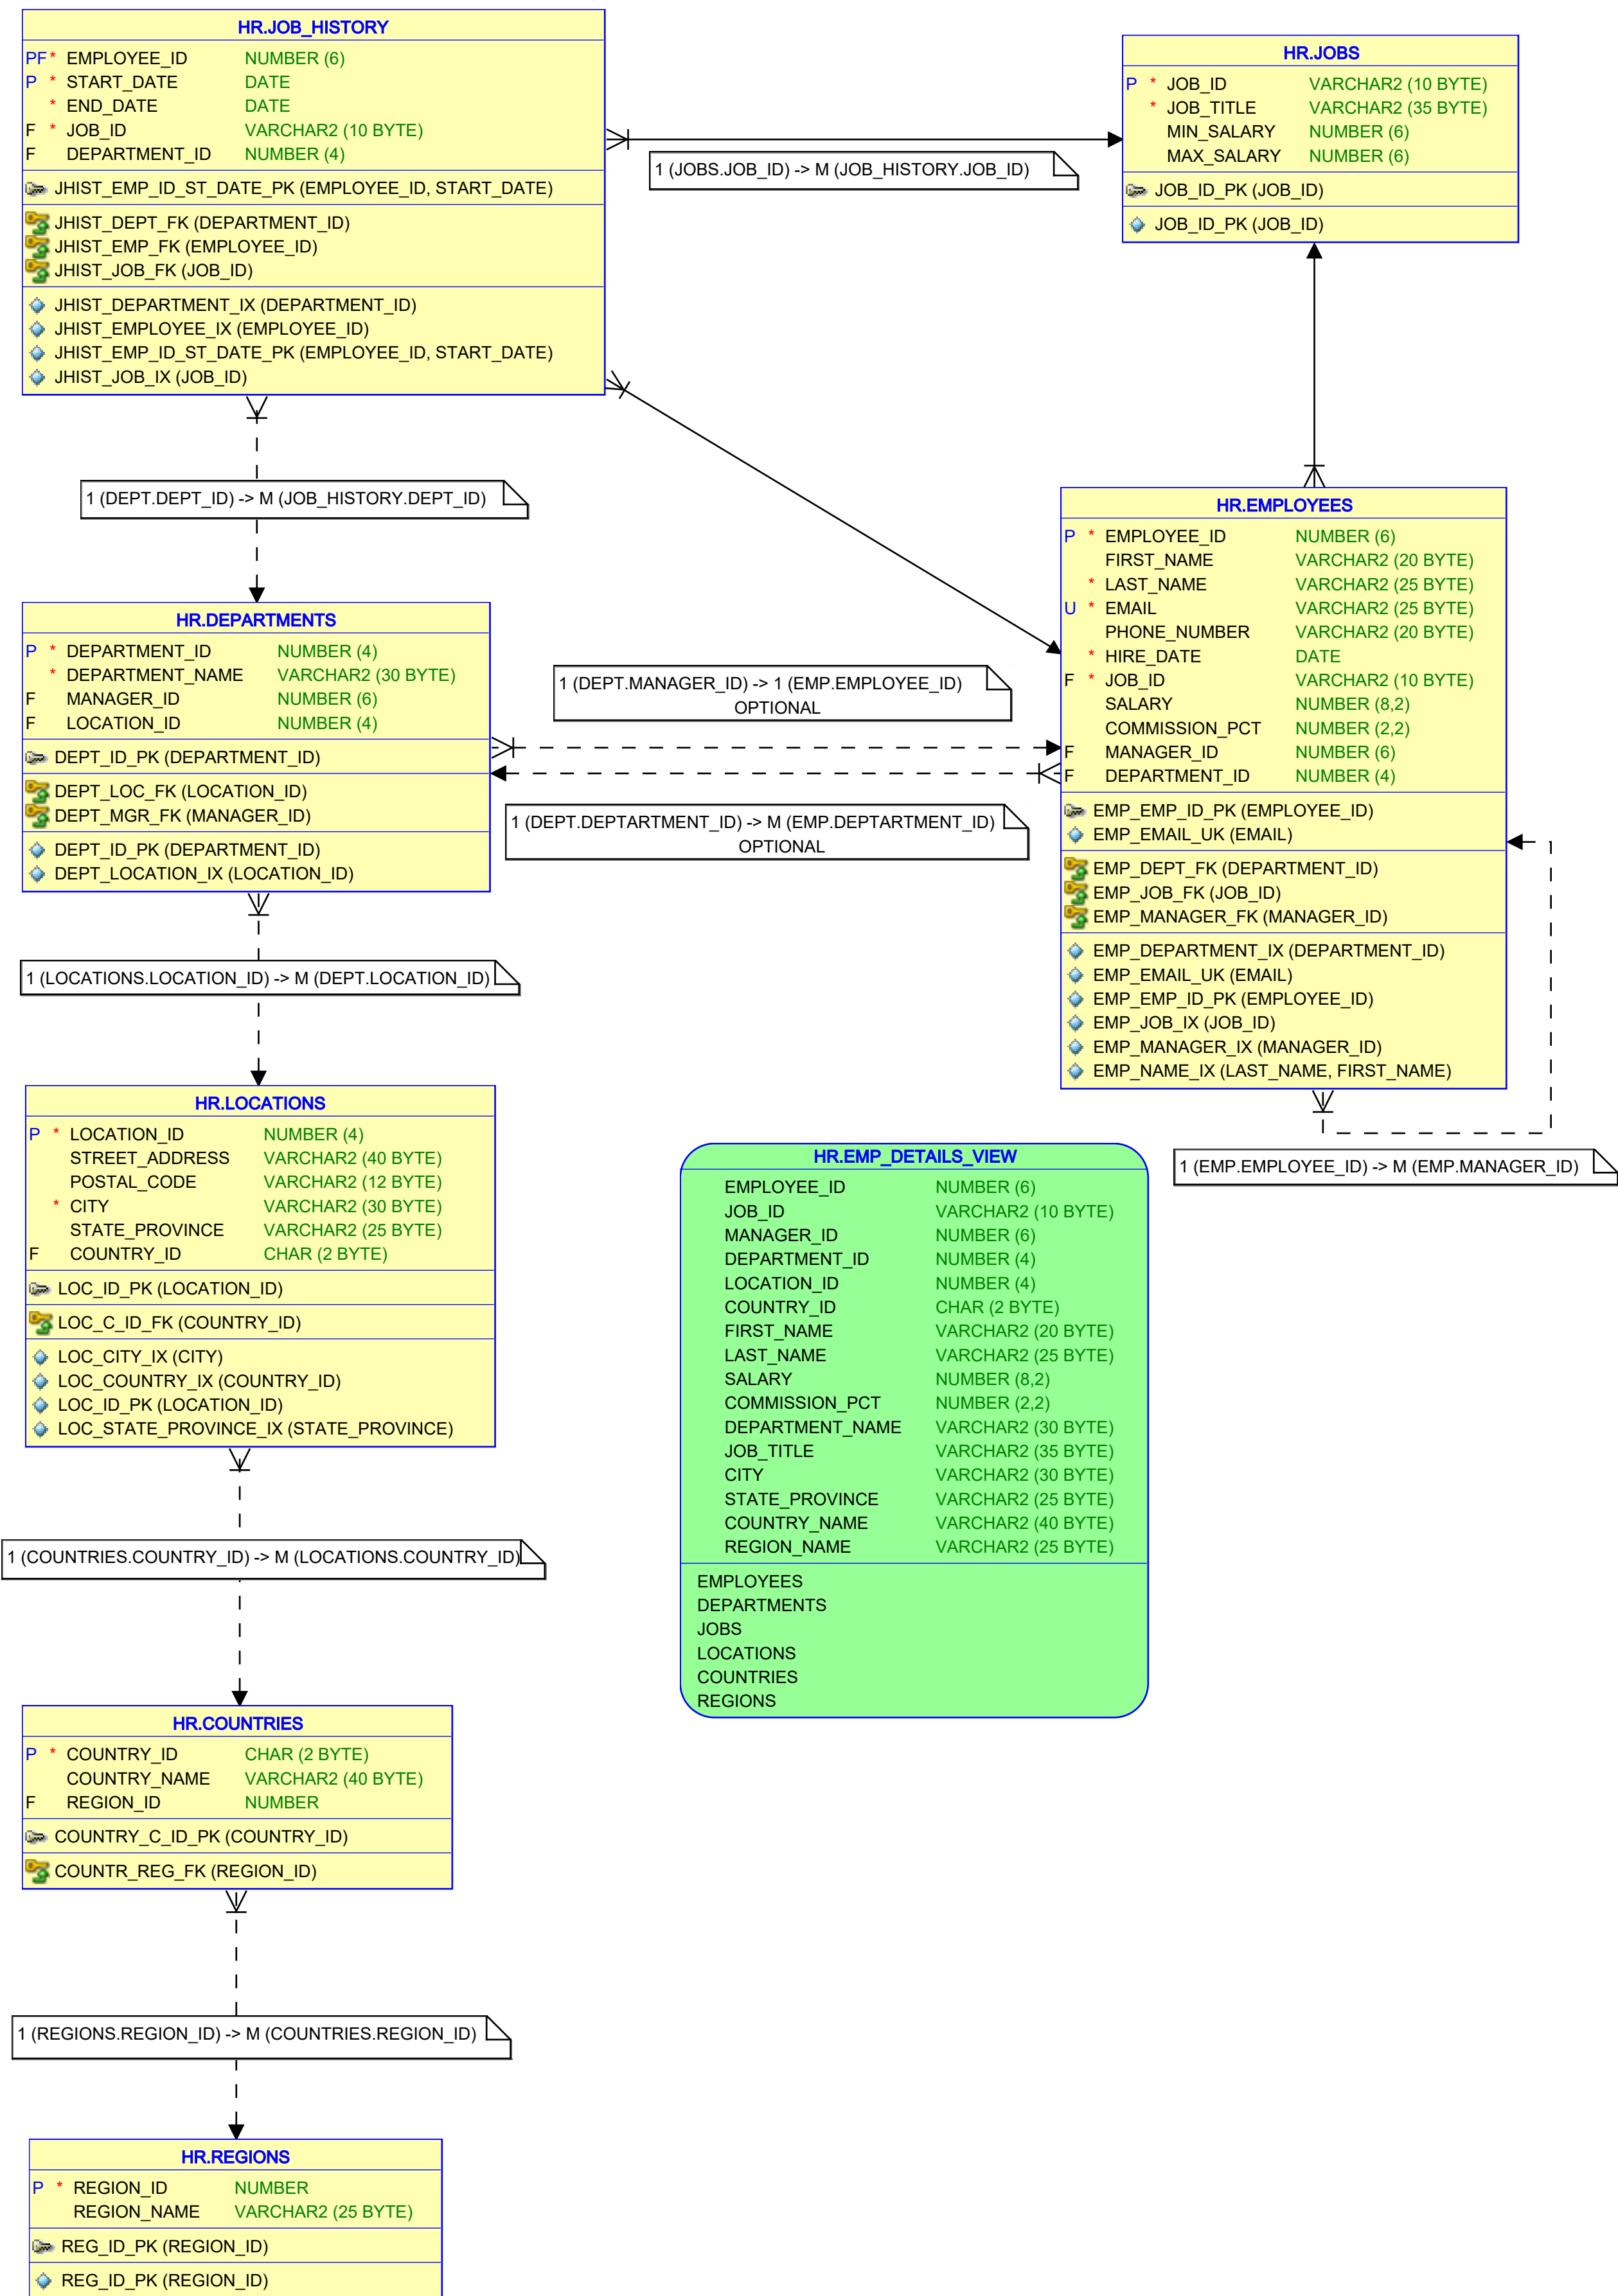 HR.JOB_HISTORY
PF * EMPLOYEE_ID NUMBER (6)
P * START_DATE DATE
* END_DATE DATE
F * JOB_ID VARCHAR2 (10 BYTE)
F DEPARTMENT_ID NUMBER (4)
JHIST_EMP_ID_ST_DATE_PK (EMPLOYEE_ID, START_DATE)
JHIST_DEPT_FK (DEPARTMENT_ID)
JHIST_EMP_FK (EMPLOYEE_ID)
JHIST_JOB_FK (JOB_ID)
JHIST_DEPARTMENT_IX (DEPARTMENT_ID)
JHIST_EMPLOYEE_IX (EMPLOYEE_ID)
JHIST_EMP_ID_ST_DATE_PK (EMPLOYEE_ID, START_DATE)
JHIST_JOB_IX (JOB_ID)
1 (JOBS.JOB_ID) -> M (JOB_HISTORY.JOB_ID)
HR.JOBS
P * JOB_ID VARCHAR2 (10 BYTE)
* JOB_TITLE VARCHAR2 (35 BYTE)
MIN_SALARY NUMBER (6)
MAX_SALARY NUMBER (6)
JOB_ID_PK (JOB_ID)
JOB_ID_PK (JOB_ID)
1 (DEPT.DEPT_ID) -> M (JOB_HISTORY.DEPT_ID)
HR.DEPARTMENTS
P * DEPARTMENT_ID NUMBER (4)
* DEPARTMENT_NAME VARCHAR2 (30 BYTE)
F MANAGER_ID NUMBER (6)
F LOCATION_ID NUMBER (4)
DEPT_ID_PK (DEPARTMENT_ID)
DEPT_LOC_FK (LOCATION_ID)
DEPT_MGR_FK (MANAGER_ID)
DEPT_ID_PK (DEPARTMENT_ID)
DEPT_LOCATION_IX (LOCATION_ID)
1 (DEPT.MANAGER_ID) -> 1 (EMP.EMPLOYEE_ID)
OPTIONAL
1 (DEPT.DEPTARTMENT_ID) -> M (EMP.DEPTARTMENT_ID)
OPTIONAL
HR.EMPLOYEES
P * EMPLOYEE_ID NUMBER (6)
FIRST_NAME VARCHAR2 (20 BYTE)
* LAST_NAME VARCHAR2 (25 BYTE)
U * EMAIL VARCHAR2 (25 BYTE)
PHONE_NUMBER VARCHAR2 (20 BYTE)
* HIRE_DATE DATE
F * JOB_ID VARCHAR2 (10 BYTE)
SALARY NUMBER (8,2)
COMMISSION_PCT NUMBER (2,2)
F MANAGER_ID NUMBER (6)
F DEPARTMENT_ID NUMBER (4)
EMP_EMP_ID_PK (EMPLOYEE_ID)
EMP_EMAIL_UK (EMAIL)
EMP_DEPT_FK (DEPARTMENT_ID)
EMP_JOB_FK (JOB_ID)
EMP_MANAGER_FK (MANAGER_ID)
EMP_DEPARTMENT_IX (DEPARTMENT_ID)
EMP_EMAIL_UK (EMAIL)
EMP_EMP_ID_PK (EMPLOYEE_ID)
EMP_JOB_IX (JOB_ID)
EMP_MANAGER_IX (MANAGER_ID)
EMP_NAME_IX (LAST_NAME, FIRST_NAME)
1 (EMP.EMPLOYEE_ID) -> M (EMP.MANAGER_ID)
1 (LOCATIONS.LOCATION_ID) -> M (DEPT.LOCATION_ID)
HR.LOCATIONS
P * LOCATION_ID NUMBER (4)
STREET_ADDRESS VARCHAR2 (40 BYTE)
POSTAL_CODE VARCHAR2 (12 BYTE)
* CITY VARCHAR2 (30 BYTE)
STATE_PROVINCE VARCHAR2 (25 BYTE)
F COUNTRY_ID CHAR (2 BYTE)
LOC_ID_PK (LOCATION_ID)
LOC_C_ID_FK (COUNTRY_ID)
LOC_CITY_IX (CITY)
LOC_COUNTRY_IX (COUNTRY_ID)
LOC_ID_PK (LOCATION_ID)
LOC_STATE_PROVINCE_IX (STATE_PROVINCE)
HR.EMP_DETAILS_VIEW
EMPLOYEE_ID NUMBER (6)
JOB_ID VARCHAR2 (10 BYTE)
MANAGER_ID NUMBER (6)
DEPARTMENT_ID NUMBER (4)
LOCATION_ID NUMBER (4)
COUNTRY_ID CHAR (2 BYTE)
FIRST_NAME VARCHAR2 (20 BYTE)
LAST_NAME VARCHAR2 (25 BYTE)
SALARY NUMBER (8,2)
COMMISSION_PCT NUMBER (2,2)
DEPARTMENT_NAME VARCHAR2 (30 BYTE)
JOB_TITLE VARCHAR2 (35 BYTE)
CITY VARCHAR2 (30 BYTE)
STATE_PROVINCE VARCHAR2 (25 BYTE)
COUNTRY_NAME VARCHAR2 (40 BYTE)
REGION_NAME VARCHAR2 (25 BYTE)
EMPLOYEES
DEPARTMENTS
JOBS
LOCATIONS
COUNTRIES
REGIONS
1 (COUNTRIES.COUNTRY_ID) -> M (LOCATIONS.COUNTRY_ID)
HR.COUNTRIES
P * COUNTRY_ID CHAR (2 BYTE)
COUNTRY_NAME VARCHAR2 (40 BYTE)
F REGION_ID NUMBER
COUNTRY_C_ID_PK (COUNTRY_ID)
COUNTR_REG_FK (REGION_ID)
1 (REGIONS.REGION_ID) -> M (COUNTRIES.REGION_ID)
HR.REGIONS
P * REGION_ID NUMBER
REGION_NAME VARCHAR2 (25 BYTE)
REG_ID_PK (REGION_ID)
REG_ID_PK (REGION_ID)